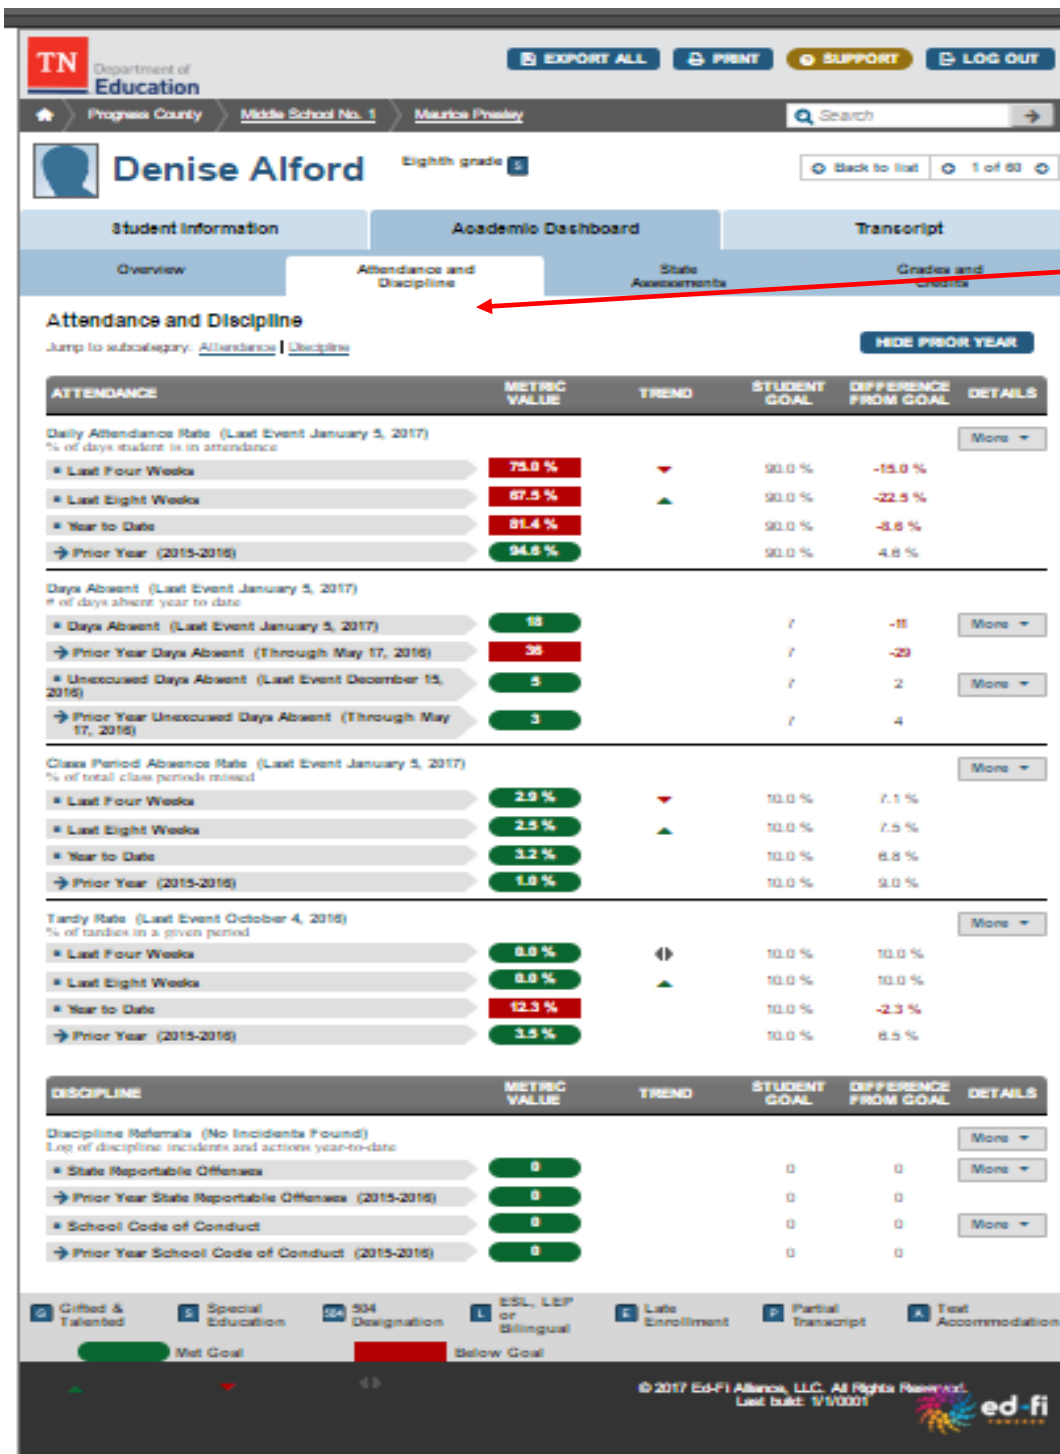 TN
Department of
Education
EXPORT ALL
PRINT
SUPPORT
LOG OUT
Progress County
Middle School No. 1
Maurice Presley
Search
Denise Alford
Eighth grade S
Back to list
1 of 60
Student Information
Academic Dashboard
Transcript
Overview
Attendance and
Discipline
State
Assessments
Grades and
Credits
Attendance and Discipline
Jump to subcategory: Attendance | Discipline
HIDE PRIOR YEAR
ATTENDANCE METRIC VALUE TREND STUDENT GOAL DIFFERENCE FROM GOAL DETAILS
Daily Attendance Rate (Last Event January 5, 2017) More
% of days student is in attendance
Last Four Weeks 75.0 % 90.0 % -15.0 %
Last Eight Weeks 67.5 % 90.0 % -22.5 %
Year to Date 81.4 % 90.0 % -8.6 %
Prior Year (2015-2016) 94.6 % 90.0 % 4.6 %
Days Absent (Last Event January 5, 2017)
# of days absent year to date
Days Absent (Last Event January 5, 2017) 18 7 -11 More
Prior Year Days Absent (Through May 17, 2016) 36 7 -29
Unexcused Days Absent (Last Event December 15, 2016) 5 7 2 More
Prior Year Unexcused Days Absent (Through May 17, 2016) 3 7 4
Class Period Absence Rate (Last Event January 5, 2017) More
% of total class periods missed
Last Four Weeks 2.9 % 10.0 % 7.1 %
Last Eight Weeks 2.5 % 10.0 % 7.5 %
Year to Date 3.2 % 10.0 % 6.8 %
Prior Year (2015-2016) 1.0 % 10.0 % 9.0 %
Tardy Rate (Last Event October 4, 2016) More
% of tardies in a given period
Last Four Weeks 0.0 % 10.0 % 10.0 %
Last Eight Weeks 0.0 % 10.0 % 10.0 %
Year to Date 12.3 % 10.0 % -2.3 %
Prior Year (2015-2016) 3.5 % 10.0 % 6.5 %
DISCIPLINE METRIC VALUE TREND STUDENT GOAL DIFFERENCE FROM GOAL DETAILS
Discipline Referrals (No Incidents Found) More
Log of discipline incidents and actions year-to-date
State Reportable Offenses 0 0 0 More
Prior Year State Reportable Offenses (2015-2016) 0 0 0
School Code of Conduct 0 0 0 More
Prior Year School Code of Conduct (2015-2016) 0 0 0
G Gifted & Talented
S Special Education
504 504 Designation
L ESL, LEP or Bilingual
E Late Enrollment
P Partial Transcript
A Test Accommodation
Met Goal
Below Goal
© 2017 Ed-Fi Alliance, LLC. All Rights Reserved.
Last build: 1/1/0001
ed-fi
POWERED